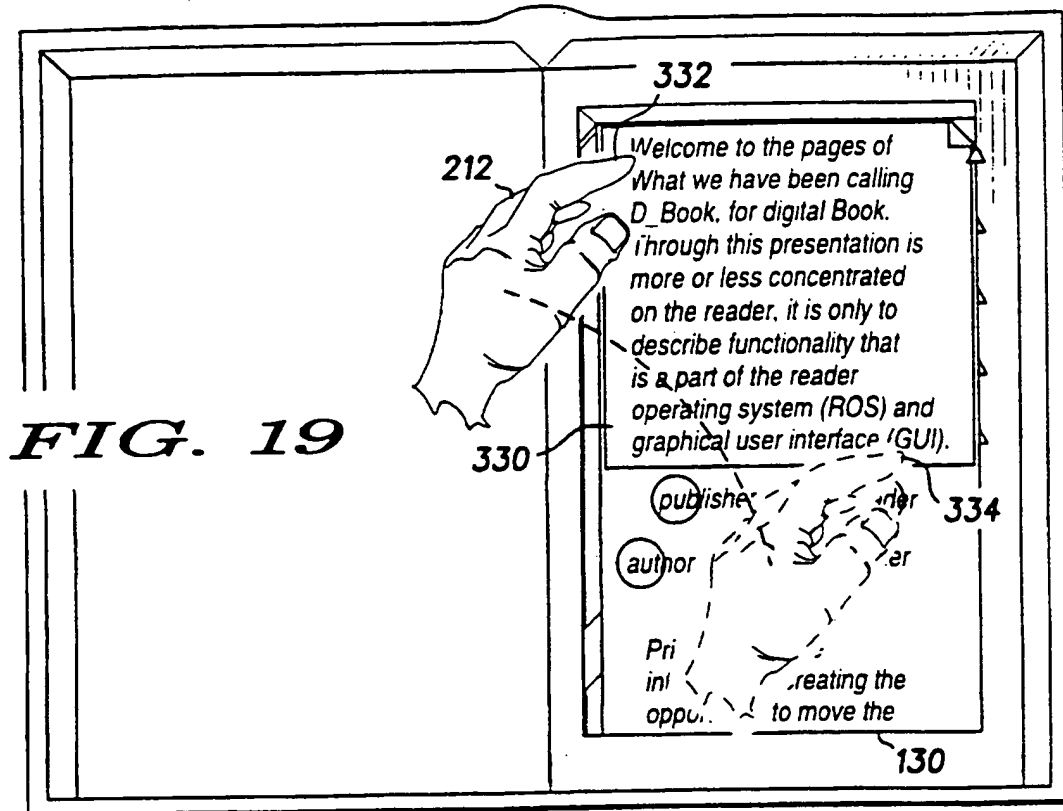 332
212
Welcome to the pages of
What we have been calling
D_Book, for digital Book.
Through this presentation is
more or less concentrated
on the reader, it is only to
describe functionality that
is a part of the reader
operating system (ROS) and
graphical user interface (GUI).
FIG. 19
330
334
publisher
author
Pri
int reating the
oppo to move the
130